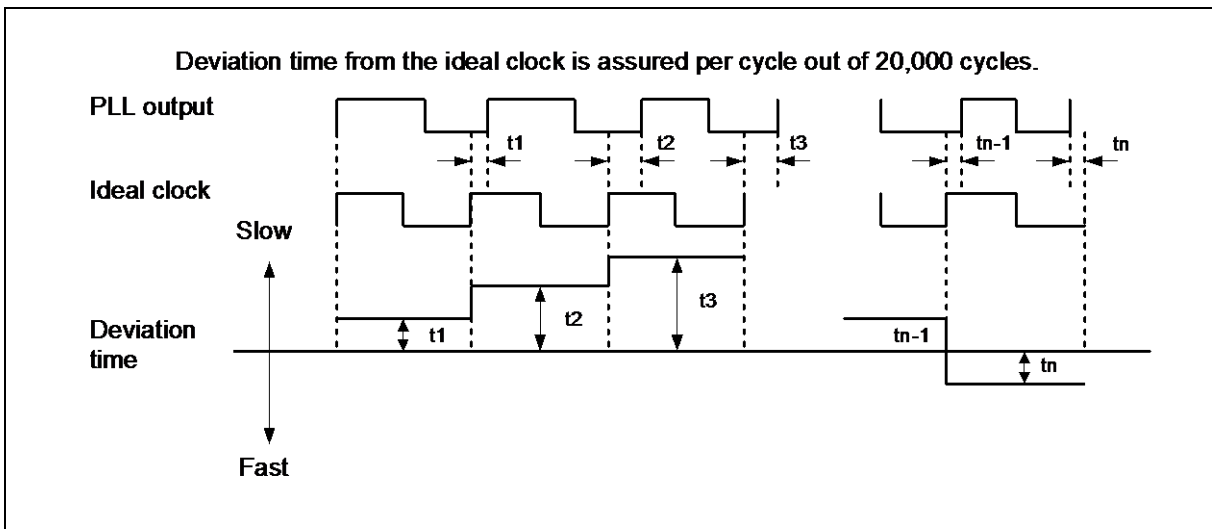 Deviation time from the ideal clock is assured per cycle out of 20,000 cycles.
PLL output
t1
t2
t3
tn-1
tn
Ideal clock
Slow
t1
t2
t3
Deviation
time
tn-1
tn
Fast